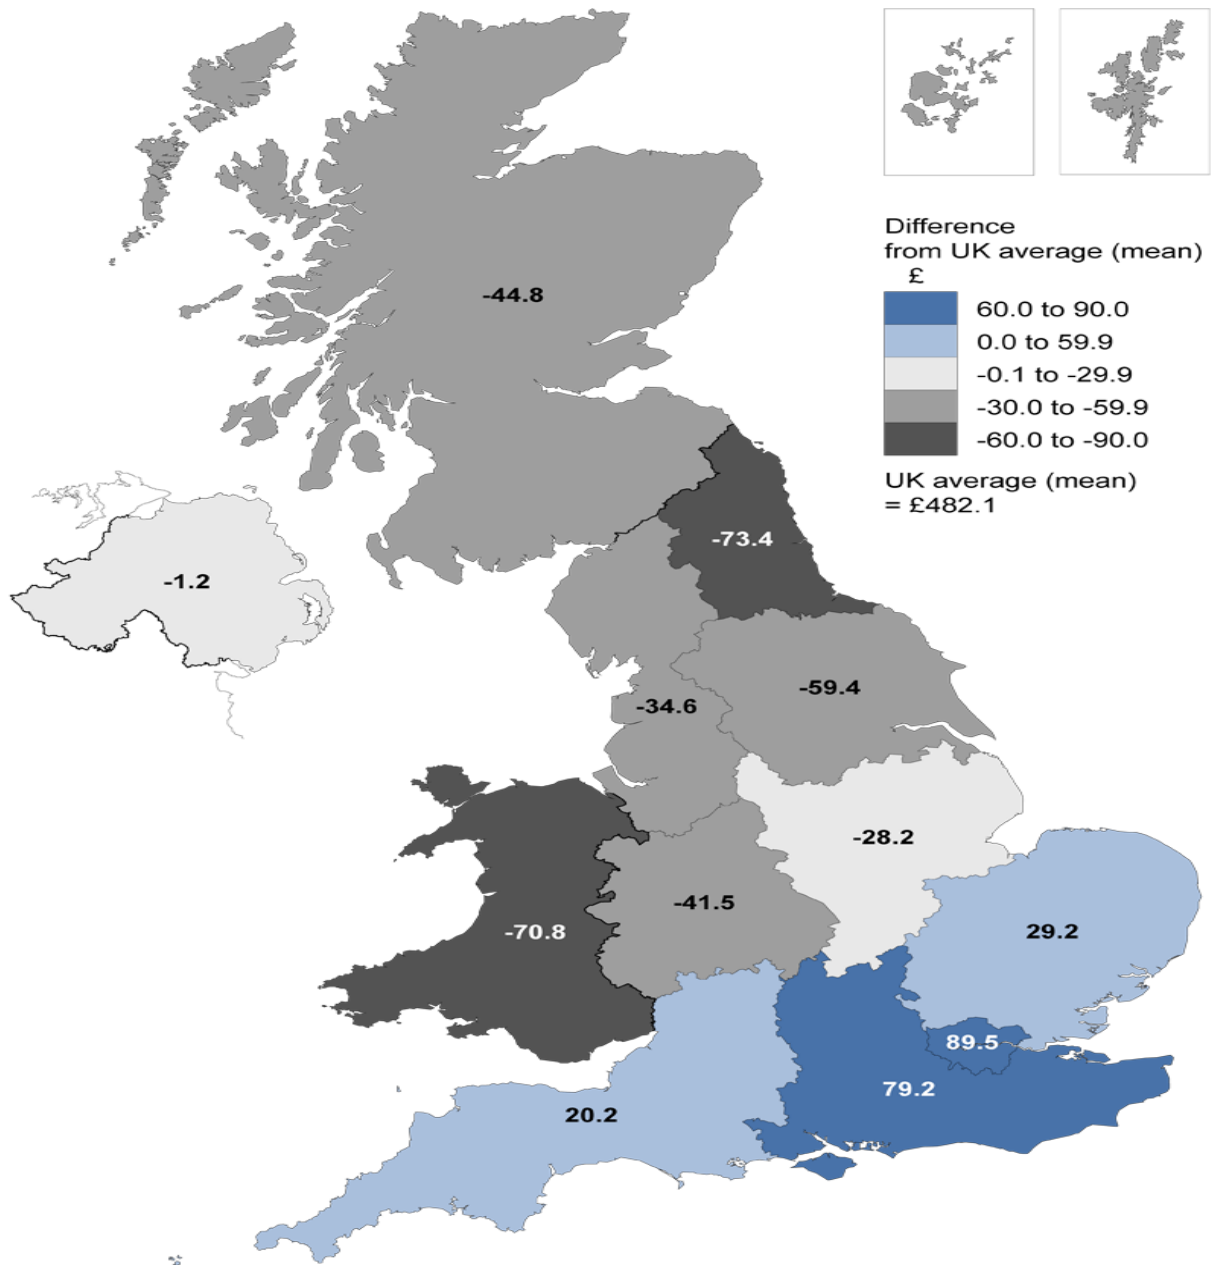 Difference
from UK average (mean)
£
60.0 to 90.0
0.0 to 59.9
-0.1 to -29.9
-30.0 to -59.9
-60.0 to -90.0
UK average (mean)
= £482.1
-44.8
-73.4
-1.2
-59.4
-34.6
-28.2
-41.5
-70.8
29.2
89.5
79.2
20.2